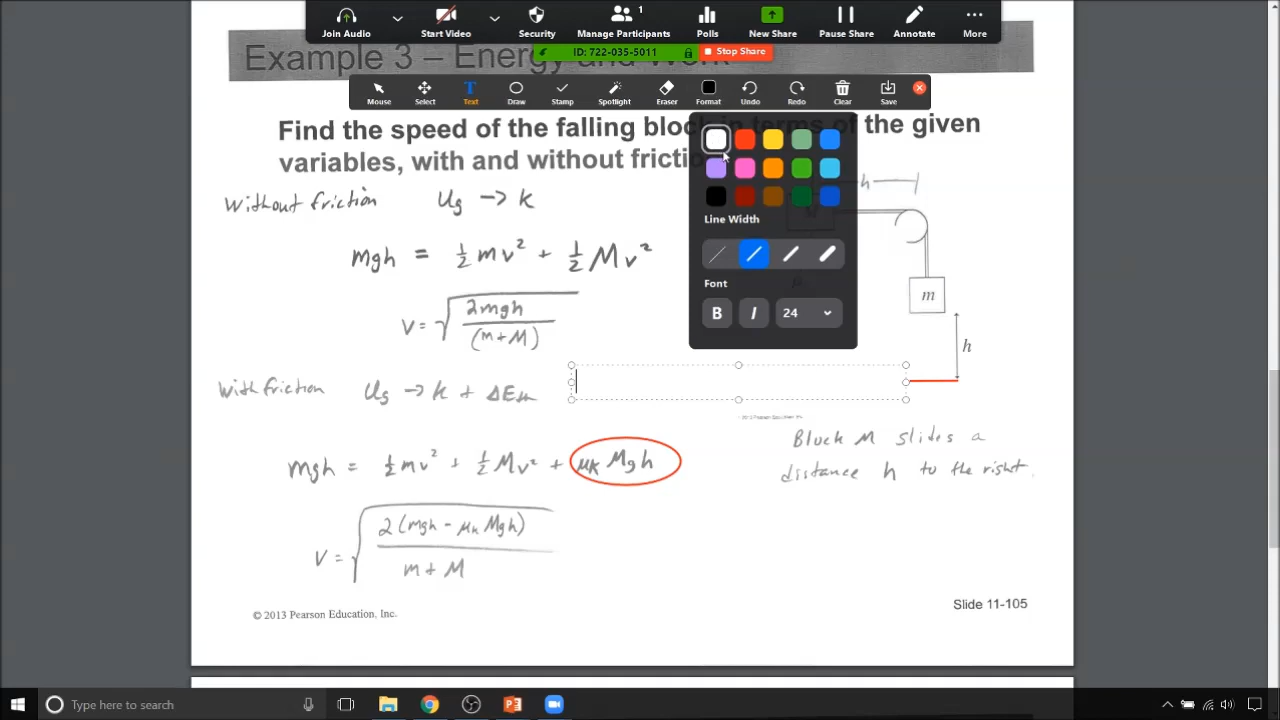 Join Audio
Start Video
Security
Manage Participants
1
Polls
New Share
Pause Share
Annotate
More
ID: 722-035-5011
Stop Share
Example 3 – Energy and Work
Mouse
Select
Text
Draw
Stamp
Spotlight
Eraser
Format
Undo
Redo
Clear
Save
Find the speed of the falling block in terms of the given
variables, with and without friction
Without friction Ug → K
mgh = ½mv² + ½Mv²
V = √(2mgh/(m+M))
With friction Ug → K + ΔEth
mgh = ½mv² + ½Mv² + μk Mgh
V = √(2(mgh - μk Mgh)/(m + M))
Line Width
Font
B
I
24
h
m
h
Block M slides a
distance h to the right.
© 2013 Pearson Education, Inc.
Slide 11-105
Type here to search